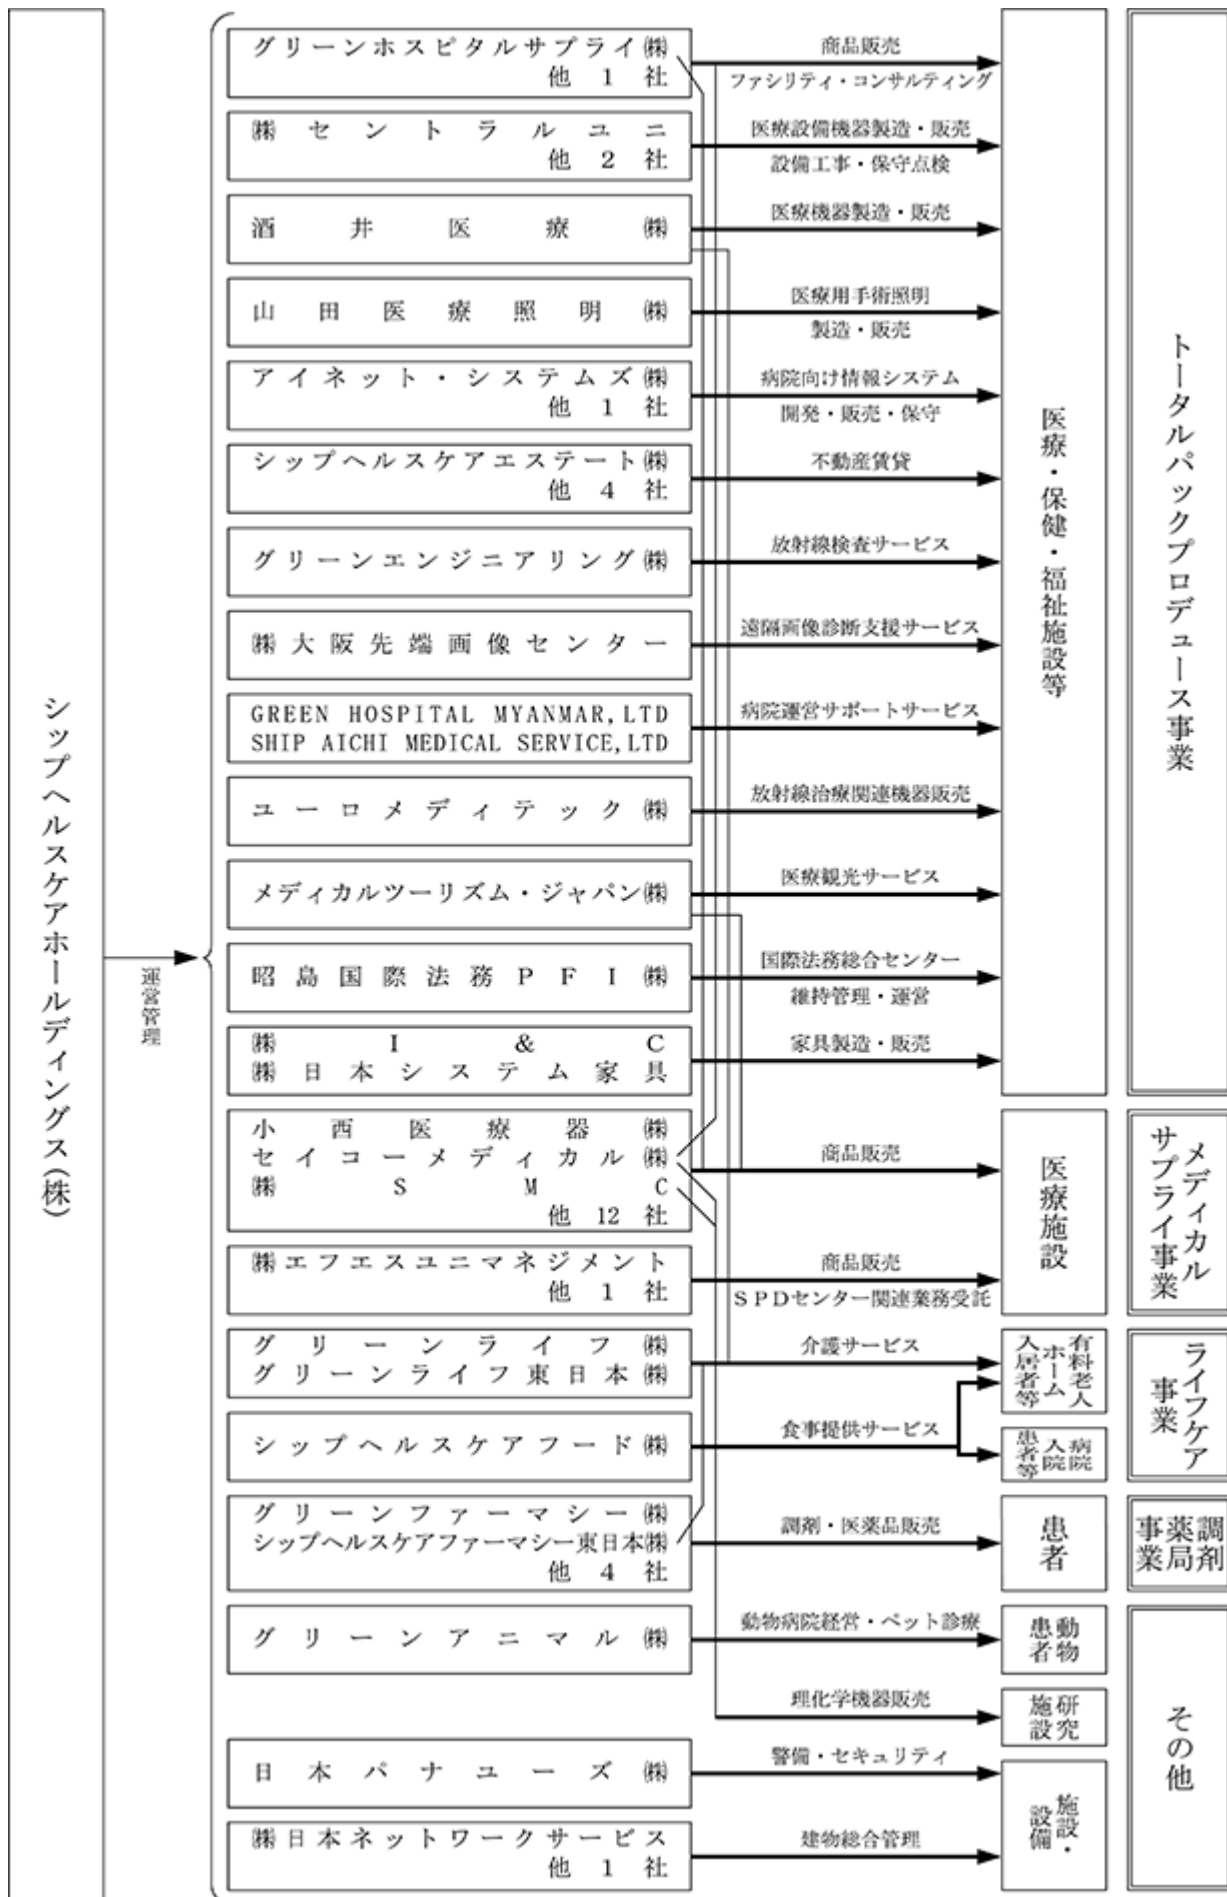 シップヘルスケアホールディングス(株)
運営管理
グリーンホスピタルサプライ㈱
他1社
商品販売
ファシリティ・コンサルティング
㈱セントラルユニ
他2社
医療設備機器製造・販売
設備工事・保守点検
酒井医療㈱
医療機器製造・販売
山田医療照明㈱
医療用手術照明
製造・販売
アイネット・システムズ㈱
他1社
病院向け情報システム
開発・販売・保守
シップヘルスケアエステート㈱
他4社
不動産賃貸
グリーンエンジニアリング㈱
放射線検査サービス
㈱大阪先端画像センター
遠隔画像診断支援サービス
GREEN HOSPITAL MYANMAR,LTD
SHIP AICHI MEDICAL SERVICE,LTD
病院運営サポートサービス
ユーロメディテック㈱
放射線治療関連機器販売
メディカルツーリズム・ジャパン㈱
医療観光サービス
昭島国際法務PFI㈱
国際法務総合センター
維持管理・運営
㈱I&C
㈱日本システム家具
家具製造・販売
医療・保健・福祉施設等
トータルパックプロデュース事業
小西医療器㈱
セイコーメディカル㈱
㈱SMC
他12社
商品販売
㈱エフエスユニマネジメント
他1社
商品販売
SPDセンター関連業務受託
医療施設
メディカル
サプライ事業
グリーンライフ㈱
グリーンライフ東日本㈱
介護サービス
有料老人
ホーム
入居者等
シップヘルスケアフード㈱
食事提供サービス
病院
入院
患者等
ライフケア
事業
グリーンファーマシー㈱
シップヘルスケアファーマシー東日本㈱
他4社
調剤・医薬品販売
患者
調剤
薬局
事業
グリーンアニマル㈱
動物病院経営・ペット診療
動物
患者
理化学機器販売
研究
施設
日本パナユーズ㈱
警備・セキュリティ
㈱日本ネットワークサービス
他1社
建物総合管理
施設・
設備
その他